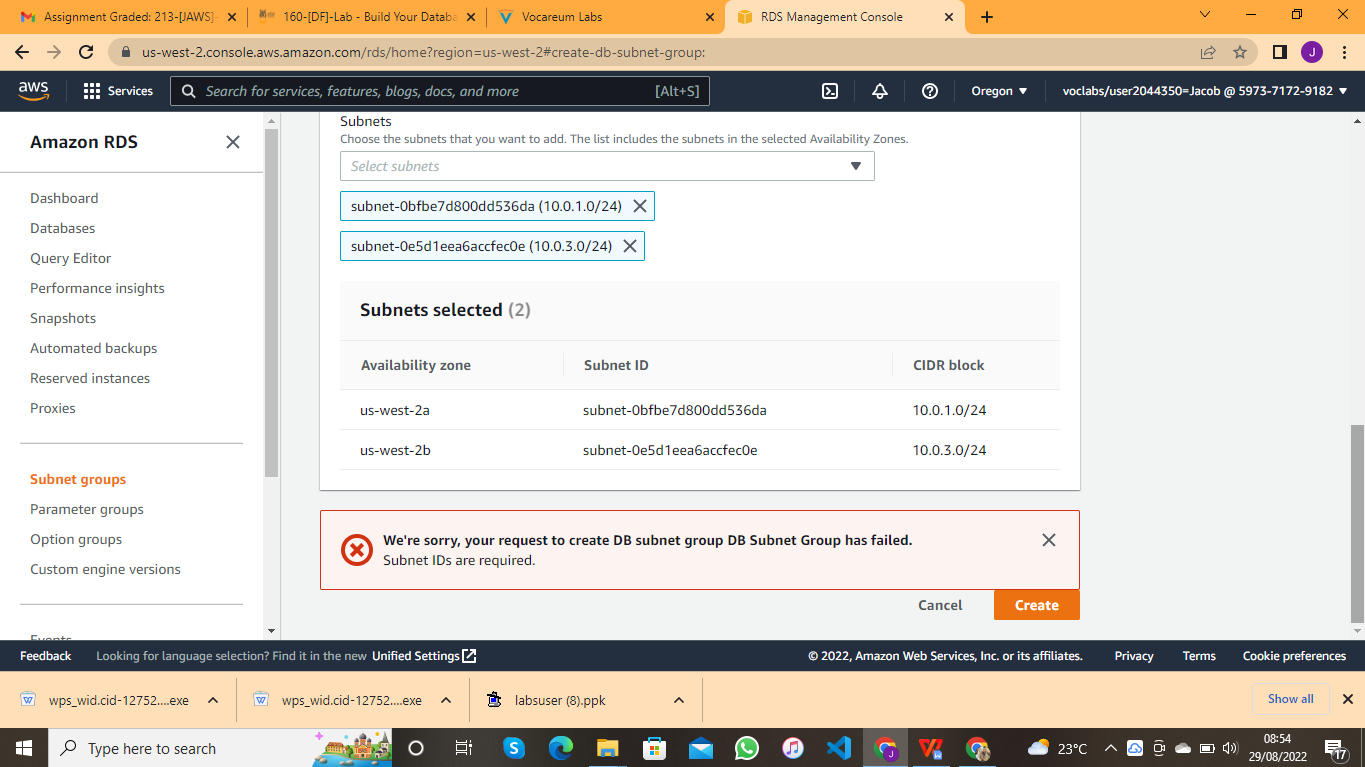 Assignment Graded: 213-[JAWS]-
160-[DF]-Lab - Build Your Databa
Vocareum Labs
RDS Management Console
us-west-2.console.aws.amazon.com/rds/home?region=us-west-2#create-db-subnet-group:
J
aws
Services
Search for services, features, blogs, docs, and more
[Alt+S]
Oregon
voclabs/user2044350=Jacob @ 5973-7172-9182
Amazon RDS
Dashboard
Databases
Query Editor
Performance insights
Snapshots
Automated backups
Reserved instances
Proxies
Subnet groups
Parameter groups
Option groups
Custom engine versions
Events
Subnets
Choose the subnets that you want to add. The list includes the subnets in the selected Availability Zones.
Select subnets
subnet-0bfbe7d800dd536da (10.0.1.0/24)
subnet-0e5d1eea6accfec0e (10.0.3.0/24)
Subnets selected (2)
Availability zone Subnet ID CIDR block
us-west-2a subnet-0bfbe7d800dd536da 10.0.1.0/24
us-west-2b subnet-0e5d1eea6accfec0e 10.0.3.0/24
We're sorry, your request to create DB subnet group DB Subnet Group has failed.
Subnet IDs are required.
Cancel
Create
Feedback
Looking for language selection? Find it in the new Unified Settings
© 2022, Amazon Web Services, Inc. or its affiliates.
Privacy
Terms
Cookie preferences
wps_wid.cid-12752....exe
wps_wid.cid-12752....exe
labsuser (8).ppk
Show all
Type here to search
23°C
08:54
29/08/2022
17